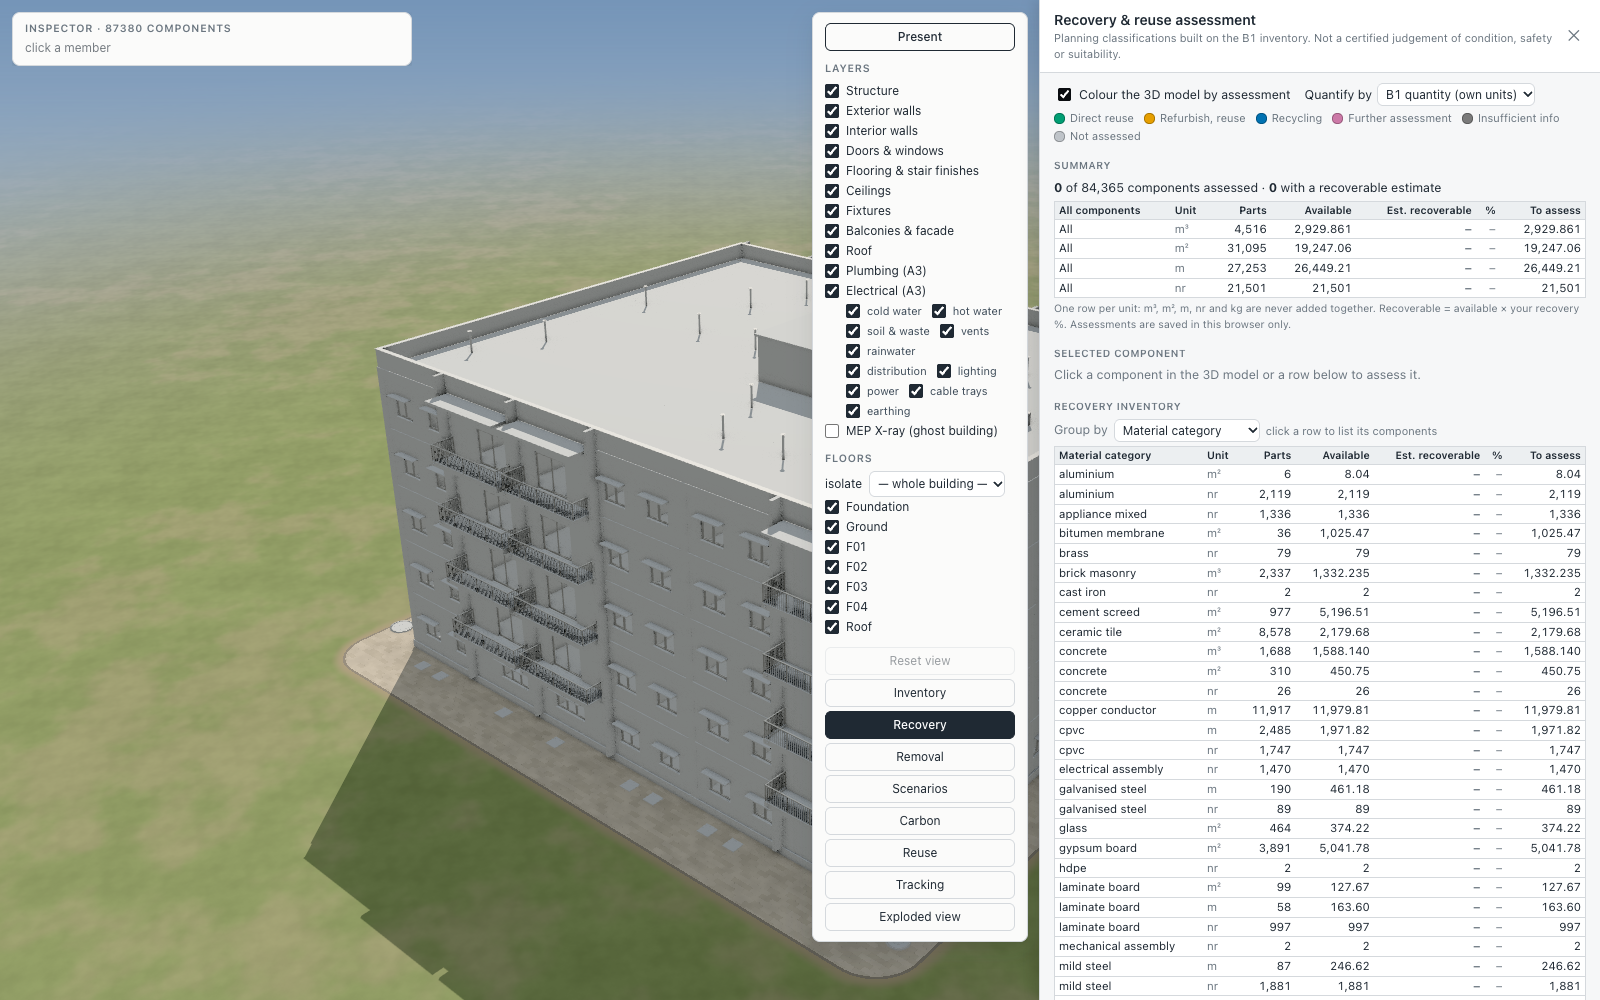 INSPECTOR · 87380 COMPONENTS
click a member
Present
LAYERS
Structure
Exterior walls
Interior walls
Doors & windows
Flooring & stair finishes
Ceilings
Fixtures
Balconies & facade
Roof
Plumbing (A3)
Electrical (A3)
cold water hot water
soil & waste vents
rainwater
distribution lighting
power cable trays
earthing
MEP X-ray (ghost building)
FLOORS
isolate — whole building —
Foundation
Ground
F01
F02
F03
F04
Roof
Reset view
Inventory
Recovery
Removal
Scenarios
Carbon
Reuse
Tracking
Exploded view
Recovery & reuse assessment
Planning classifications built on the B1 inventory. Not a certified judgement of condition, safety
or suitability.
Colour the 3D model by assessment Quantify by B1 quantity (own units)
Direct reuse Refurbish, reuse Recycling Further assessment Insufficient info
Not assessed
SUMMARY
0 of 84,365 components assessed · 0 with a recoverable estimate
All components Unit Parts Available Est. recoverable % To assess
All m³ 4,516 2,929.861 – – 2,929.861
All m² 31,095 19,247.06 – – 19,247.06
All m 27,253 26,449.21 – – 26,449.21
All nr 21,501 21,501 – – 21,501
One row per unit: m³, m², m, nr and kg are never added together. Recoverable = available × your recovery
%. Assessments are saved in this browser only.
SELECTED COMPONENT
Click a component in the 3D model or a row below to assess it.
RECOVERY INVENTORY
Group by Material category click a row to list its components
Material category Unit Parts Available Est. recoverable % To assess
aluminium m² 6 8.04 – – 8.04
aluminium nr 2,119 2,119 – – 2,119
appliance mixed nr 1,336 1,336 – – 1,336
bitumen membrane m² 36 1,025.47 – – 1,025.47
brass nr 79 79 – – 79
brick masonry m³ 2,337 1,332.235 – – 1,332.235
cast iron nr 2 2 – – 2
cement screed m² 977 5,196.51 – – 5,196.51
ceramic tile m² 8,578 2,179.68 – – 2,179.68
concrete m³ 1,688 1,588.140 – – 1,588.140
concrete m² 310 450.75 – – 450.75
concrete nr 26 26 – – 26
copper conductor m 11,917 11,979.81 – – 11,979.81
cpvc m 2,485 1,971.82 – – 1,971.82
cpvc nr 1,747 1,747 – – 1,747
electrical assembly nr 1,470 1,470 – – 1,470
galvanised steel m 190 461.18 – – 461.18
galvanised steel nr 89 89 – – 89
glass m² 464 374.22 – – 374.22
gypsum board m² 3,891 5,041.78 – – 5,041.78
hdpe nr 2 2 – – 2
laminate board m² 99 127.67 – – 127.67
laminate board m 58 163.60 – – 163.60
laminate board nr 997 997 – – 997
mechanical assembly nr 2 2 – – 2
mild steel m 87 246.62 – – 246.62
mild steel nr 1,881 1,881 – – 1,881